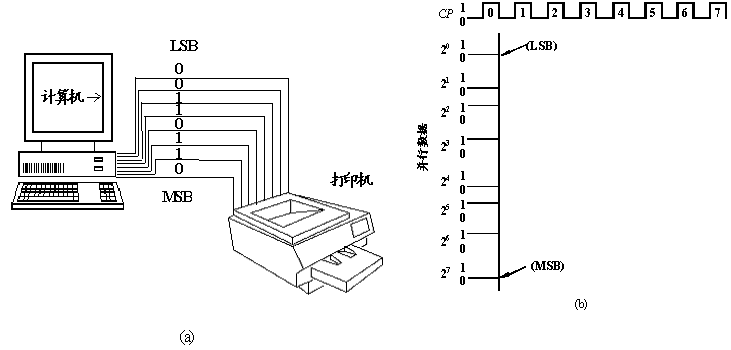 LSB
0
0
1
1
0
1
1
0
MSB
计算机
打印机
(a)
CP 1 0
0 1 2 3 4 5 6 7
2⁰ 1 0 (LSB)
2¹ 1 0
2² 1 0
2³ 1 0
2⁴ 1 0
2⁵ 1 0
2⁶ 1 0
2⁷ 1 0 (MSB)
并行数据
(b)